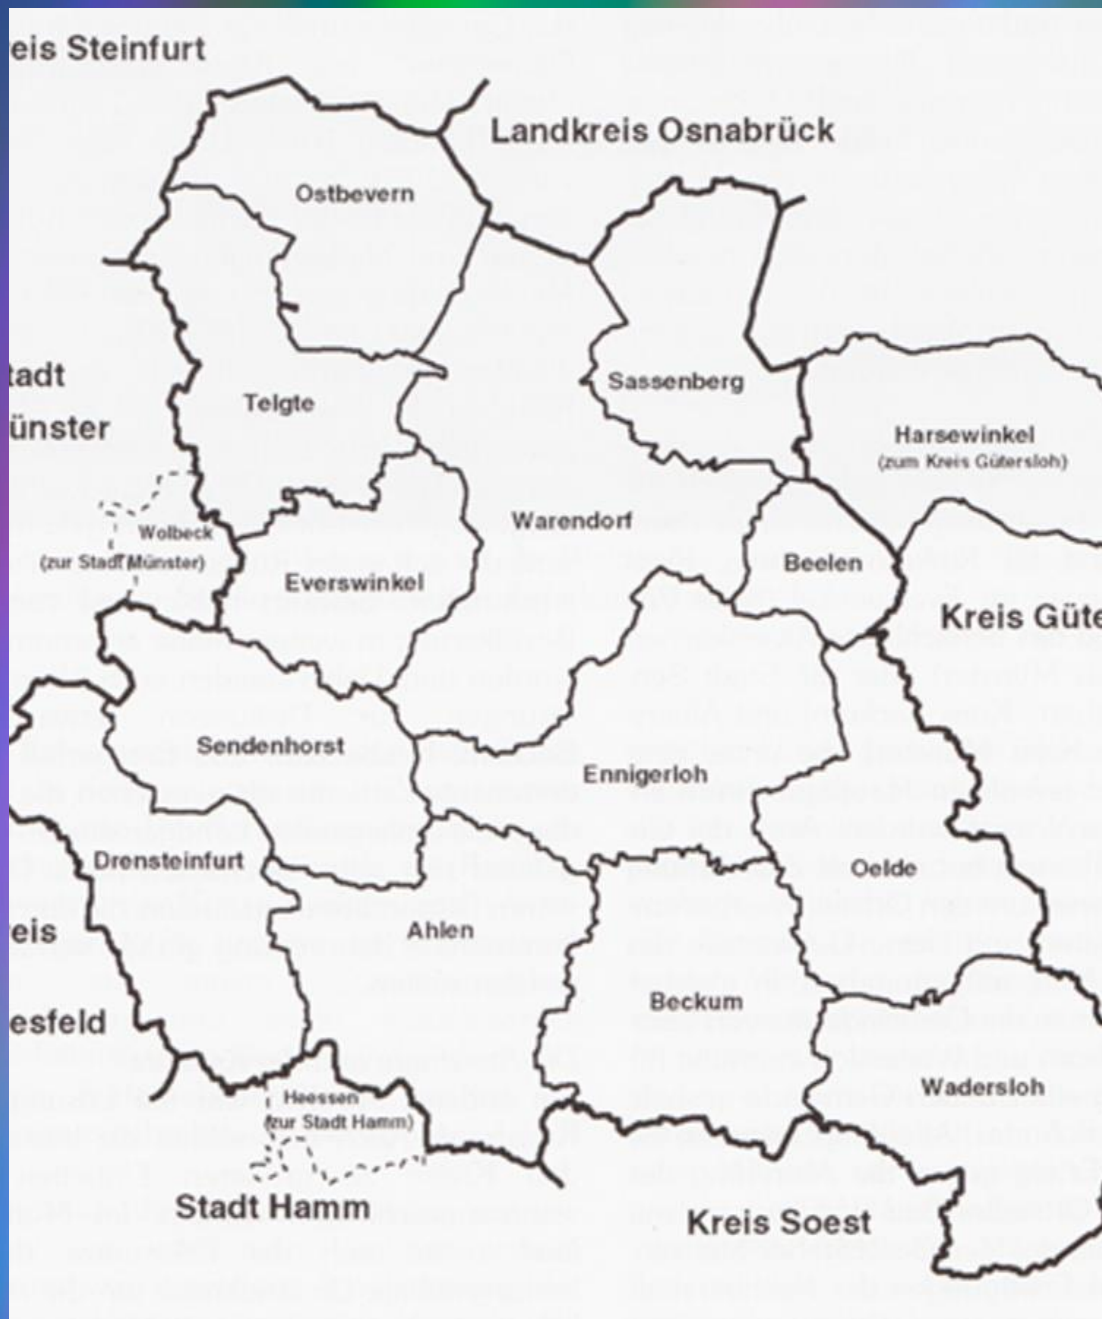 eis Steinfurt
Landkreis Osnabrück
Ostbevern
tadt
ünster
Telgte
Sassenberg
Harsewinkel
(zum Kreis Gütersloh)
Wolbeck
(zur Stadt Münster)
Warendorf
Beelen
Everswinkel
Kreis Güte
Sendenhorst
Ennigerloh
Drensteinfurt
Oelde
eis
Ahlen
Beckum
esfeld
Wadersloh
Heessen
(zur Stadt Hamm)
Stadt Hamm
Kreis Soest